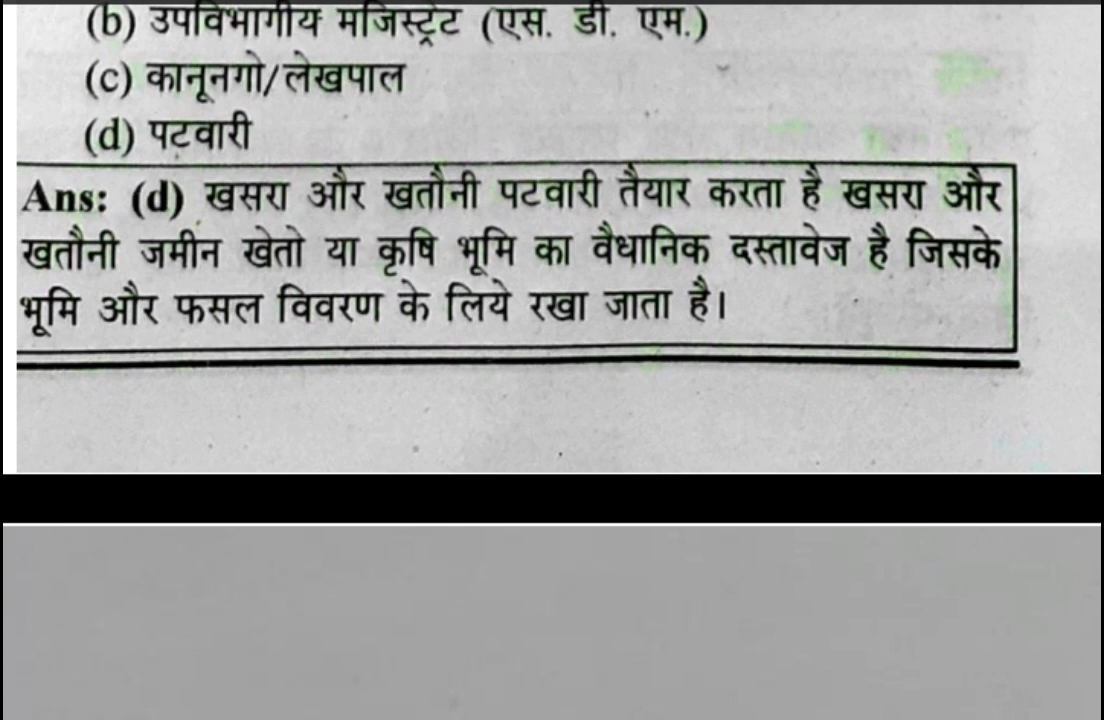 (b) उपविभागीय मजिस्ट्रेट (एस. डी. एम.)
(c) कानूनगो/लेखपाल
(d) पटवारी
Ans: (d) खसरा और खतौनी पटवारी तैयार करता है खसरा और
खतौनी जमीन खेतो या कृषि भूमि का वैधानिक दस्तावेज है जिसके
भूमि और फसल विवरण के लिये रखा जाता है।